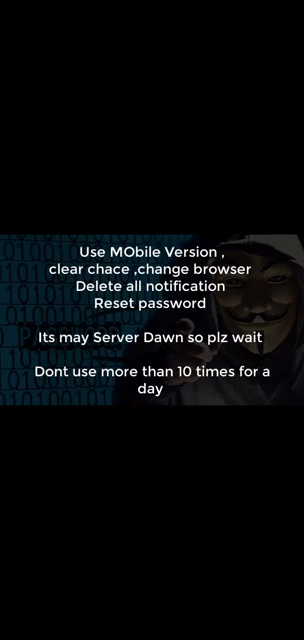 Use MObile Version ,
clear chace ,change browser
Delete all notification
Reset password
Its may Server Dawn so plz wait
Dont use more than 10 times for a
day